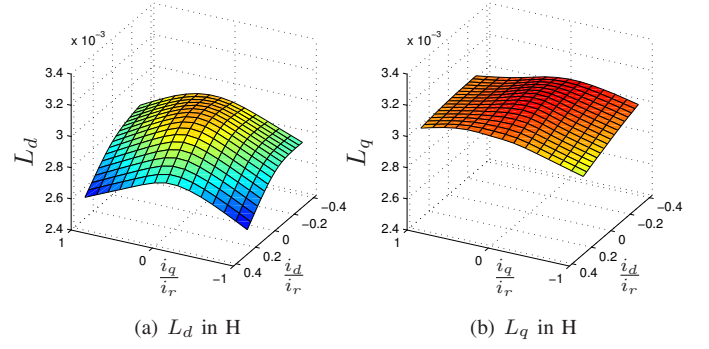 x 10⁻³
3.4
3.2
3
2.8
2.6
2.4
L_d
1
0
−1
i_q/i_r
0.4
0.2
0
−0.2
−0.4
i_d/i_r
(a) L_d in H
x 10⁻³
3.4
3.2
3
2.8
2.6
2.4
L_q
1
0
−1
i_q/i_r
0.4
0.2
0
−0.2
−0.4
i_d/i_r
(b) L_q in H